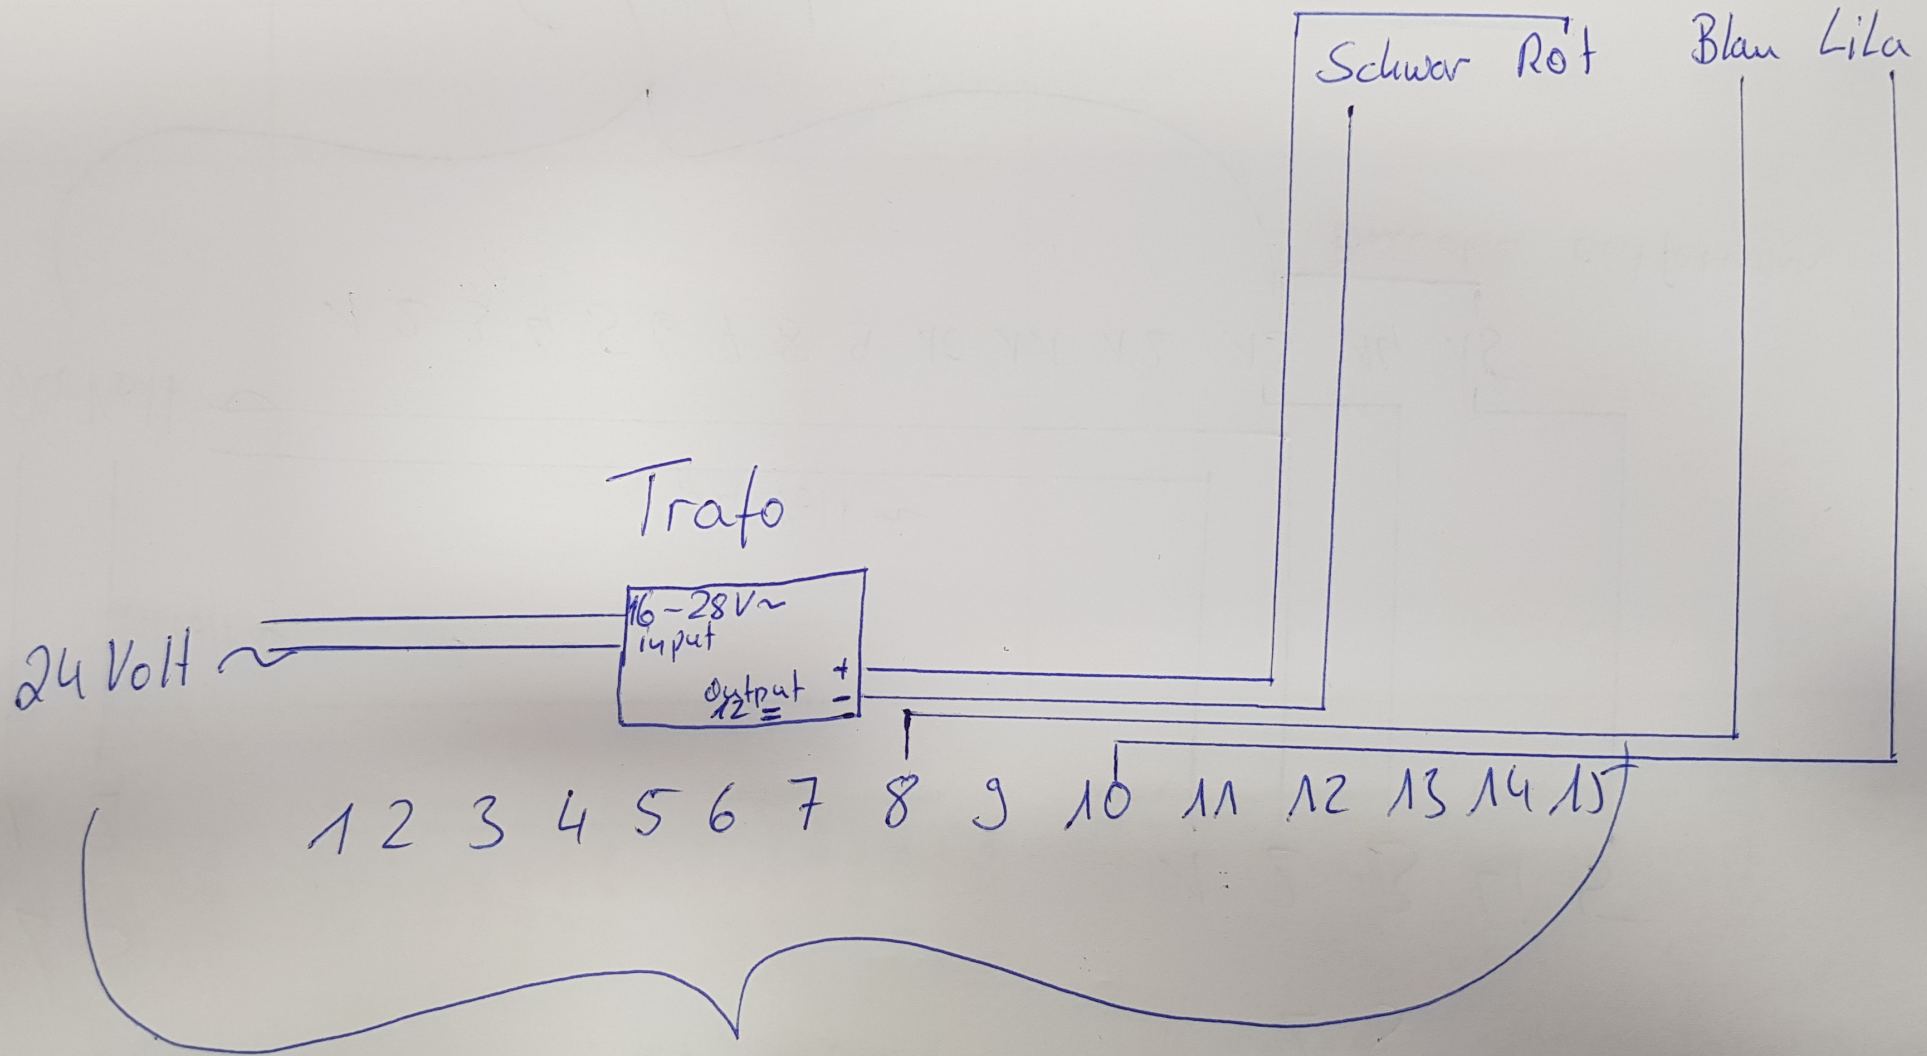 Schwar Rot Blau Lila
Trafo
16-28V~
input
24 Volt ~
+
output
-
12 =
1 2 3 4 5 6 7 8 9 10 11 12 13 14 15